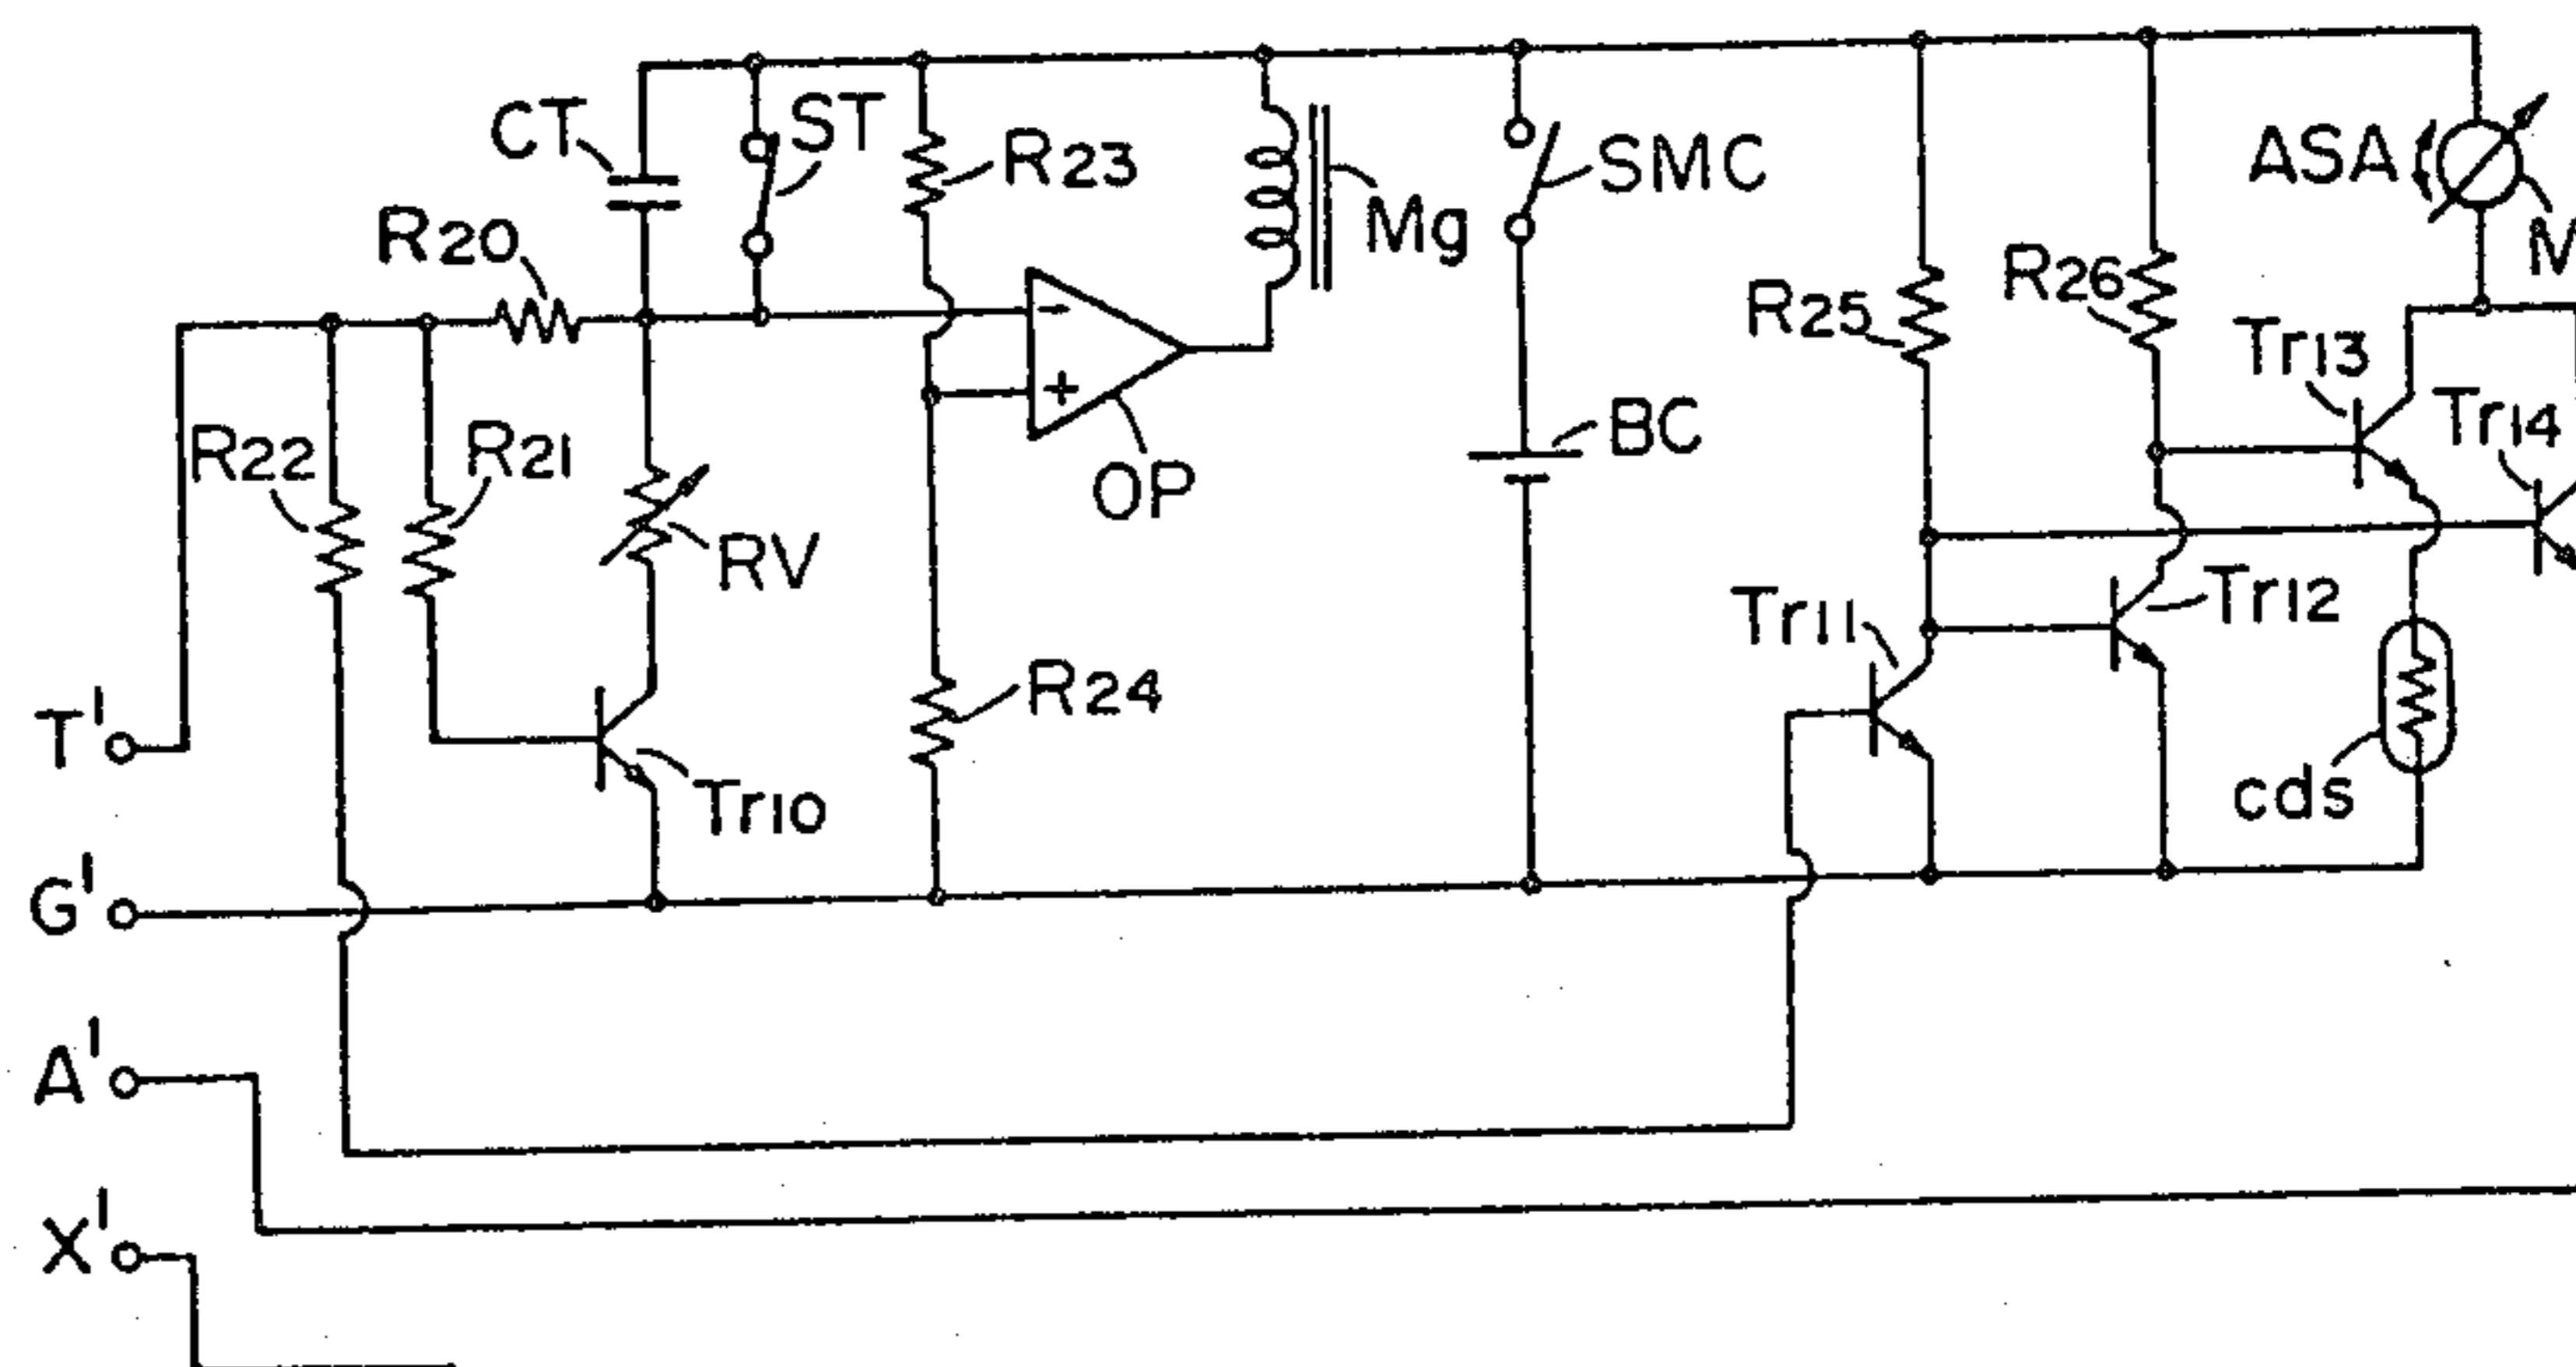 CT
ST
R23
Mg
SMC
ASA
M
R20
R25
R26
Tr13
Tr14
R22
R21
RV
OP
BC
Tr11
Tr12
T'
Tr10
R24
cds
G'
A'
X'
-
+